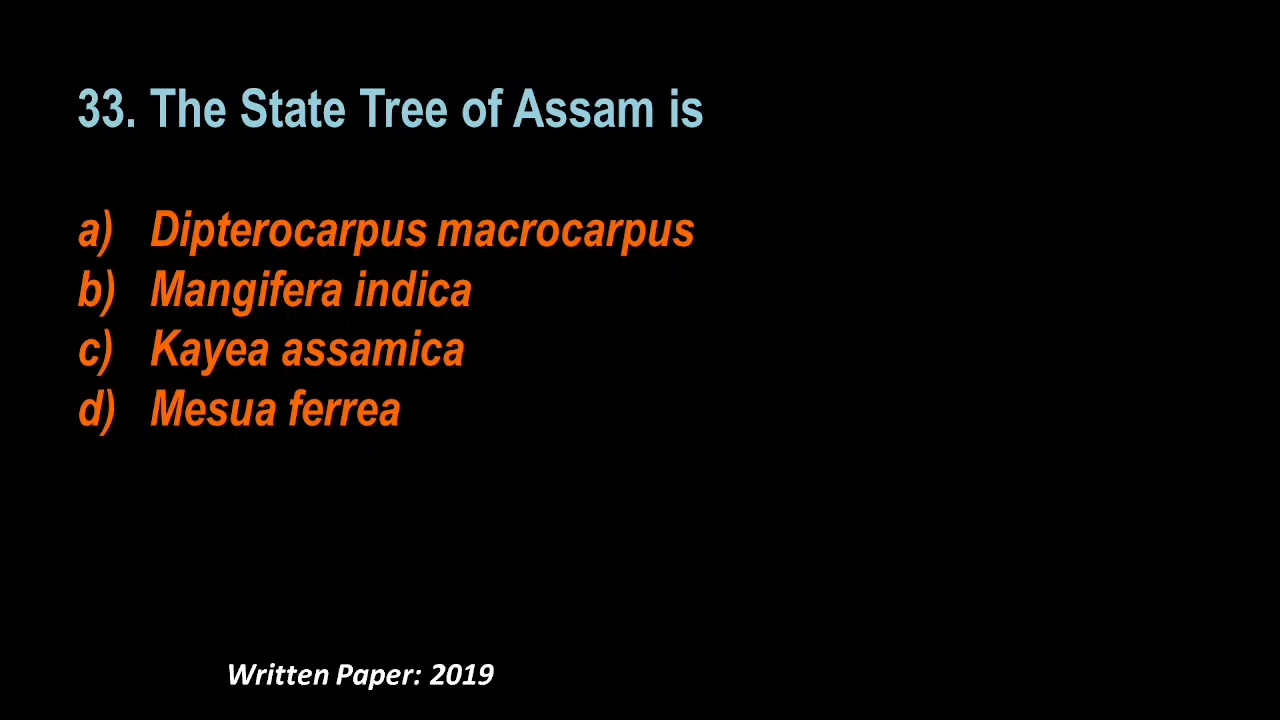 33. The State Tree of Assam is
a) Dipterocarpus macrocarpus
b) Mangifera indica
c) Kayea assamica
d) Mesua ferrea
Written Paper: 2019